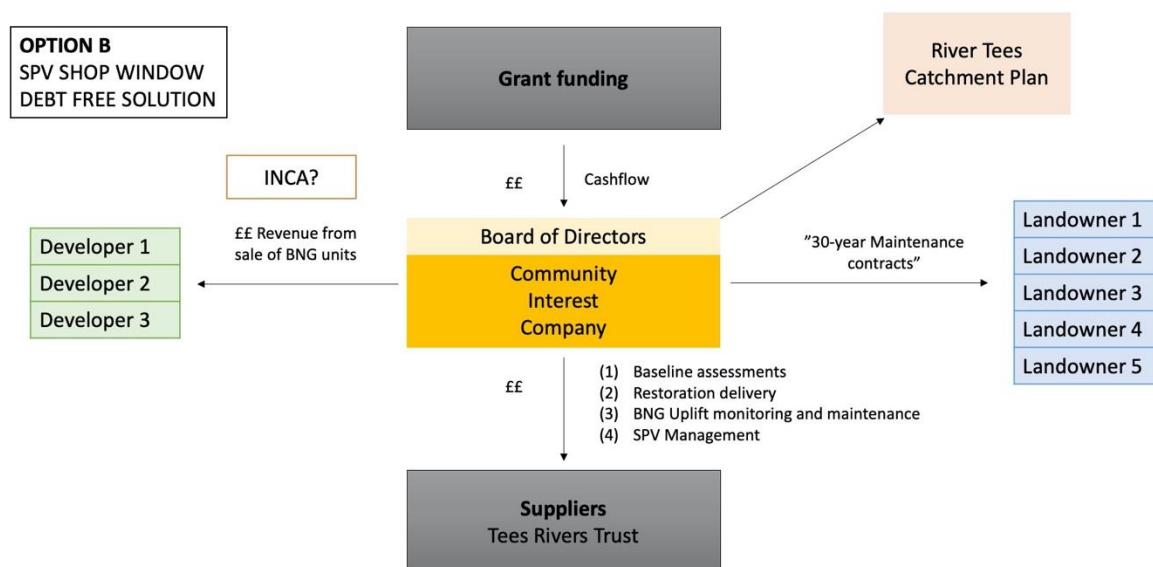 OPTION B
SPV SHOP WINDOW
DEBT FREE SOLUTION
Grant funding
River Tees
Catchment Plan
INCA?
££
Cashflow
££ Revenue from
sale of BNG units
Developer 1
Developer 2
Developer 3
Board of Directors
Community
Interest
Company
”30-year Maintenance
contracts”
Landowner 1
Landowner 2
Landowner 3
Landowner 4
Landowner 5
££
(1) Baseline assessments
(2) Restoration delivery
(3) BNG Uplift monitoring and maintenance
(4) SPV Management
Suppliers
Tees Rivers Trust